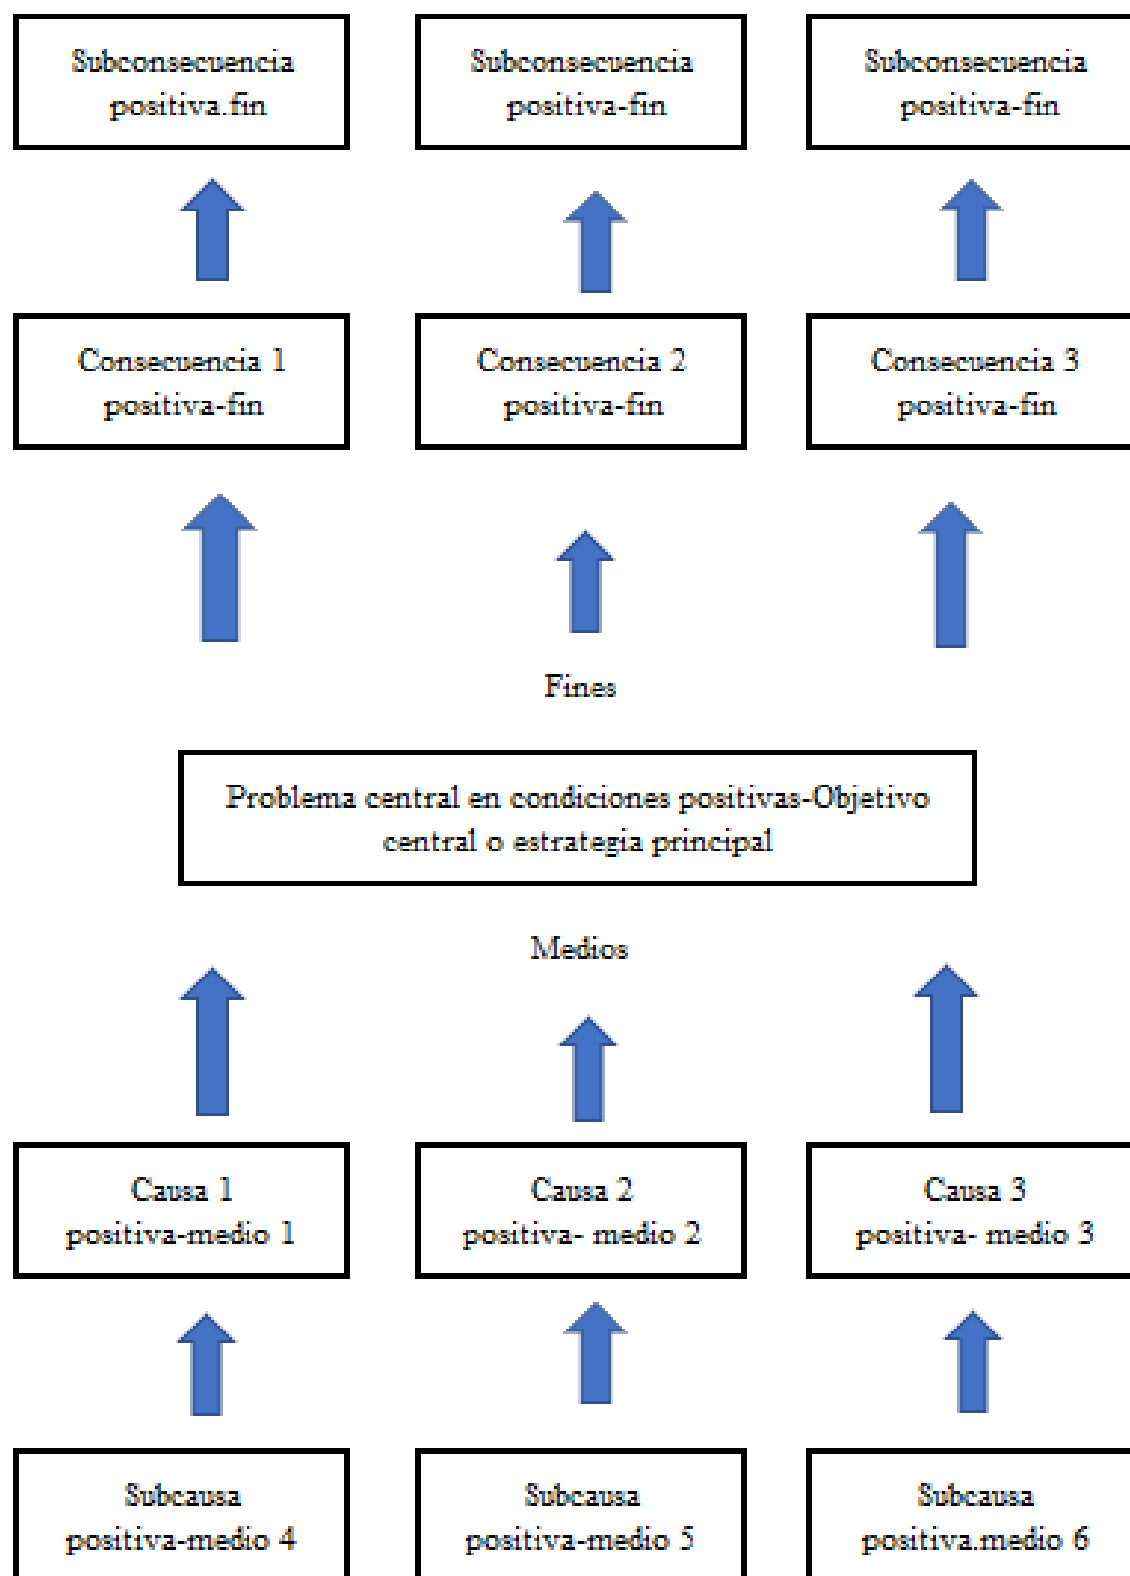 Subconsecuencia
positiva.fin
Subconsecuencia
positiva-fin
Subconsecuencia
positiva-fin
Consecuencia 1
positiva-fin
Consecuencia 2
positiva-fin
Consecuencia 3
positiva-fin
Fines
Problema central en condiciones positivas-Objetivo
central o estrategia principal
Medios
Causa 1
positiva-medio 1
Causa 2
positiva- medio 2
Causa 3
positiva- medio 3
Subcausa
positiva-medio 4
Subcausa
positiva-medio 5
Subcausa
positiva.medio 6